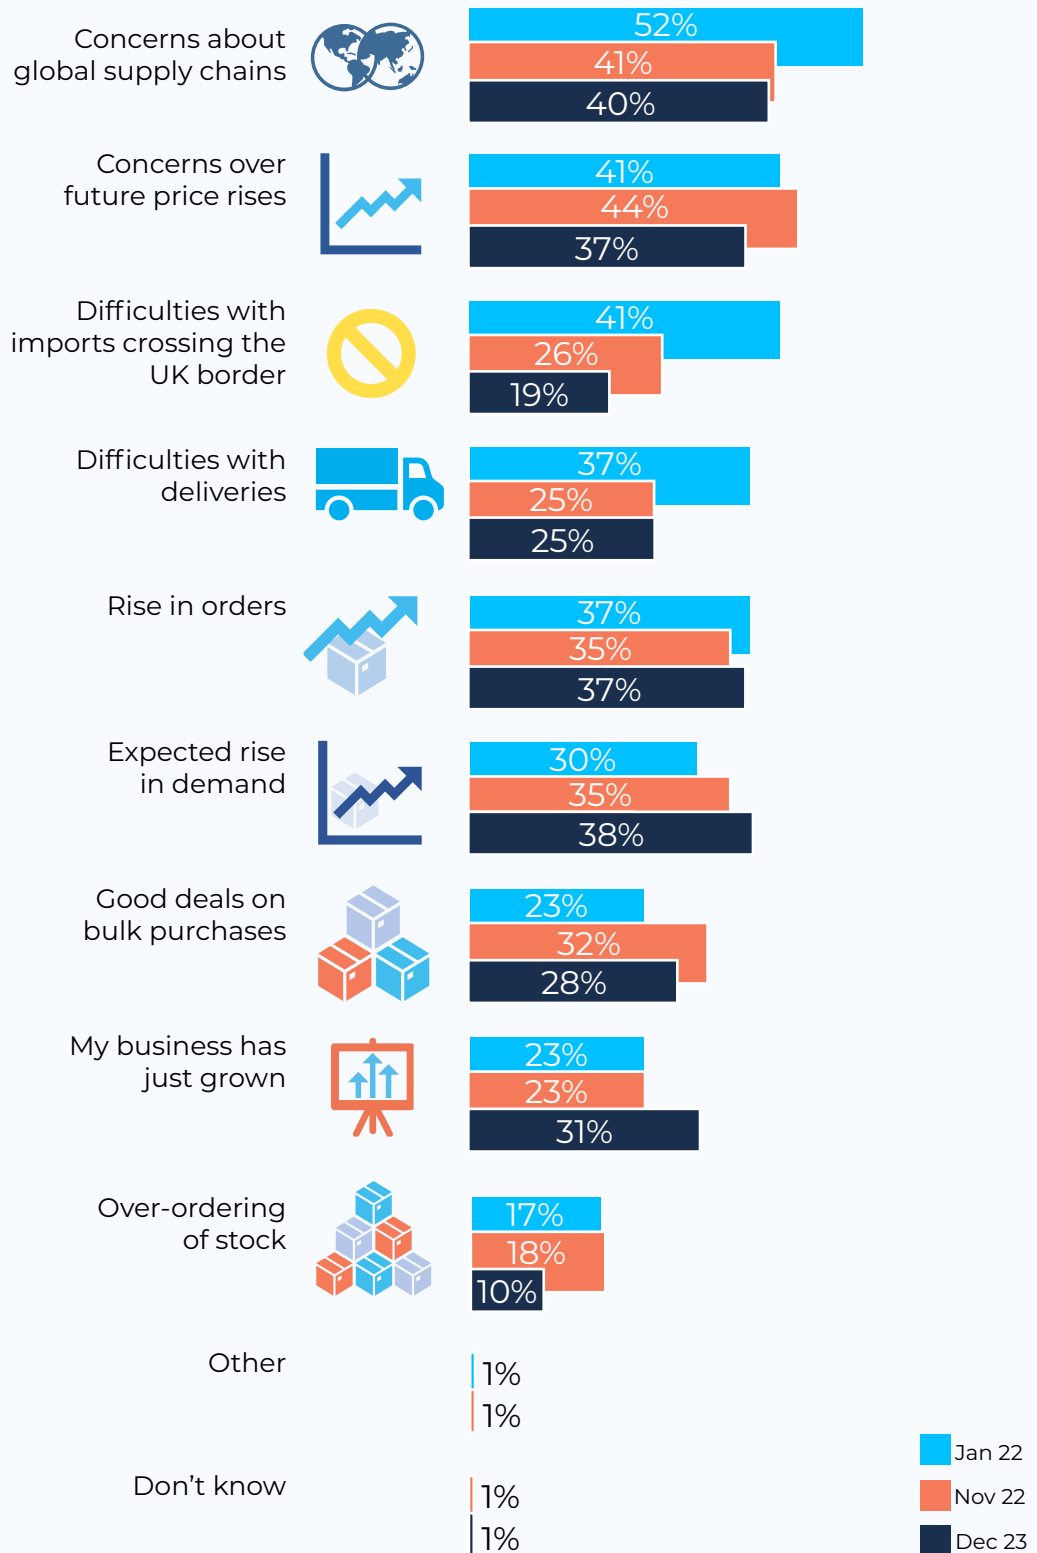 Concerns about
global supply chains
52%
41%
40%
Concerns over
future price rises
41%
44%
37%
Difficulties with
imports crossing the
UK border
41%
26%
19%
Difficulties with
deliveries
37%
25%
25%
Rise in orders
37%
35%
37%
Expected rise
in demand
30%
35%
38%
Good deals on
bulk purchases
23%
32%
28%
My business has
just grown
23%
23%
31%
Over-ordering
of stock
17%
18%
10%
Other
1%
1%
Don’t know
1%
1%
Jan 22
Nov 22
Dec 23